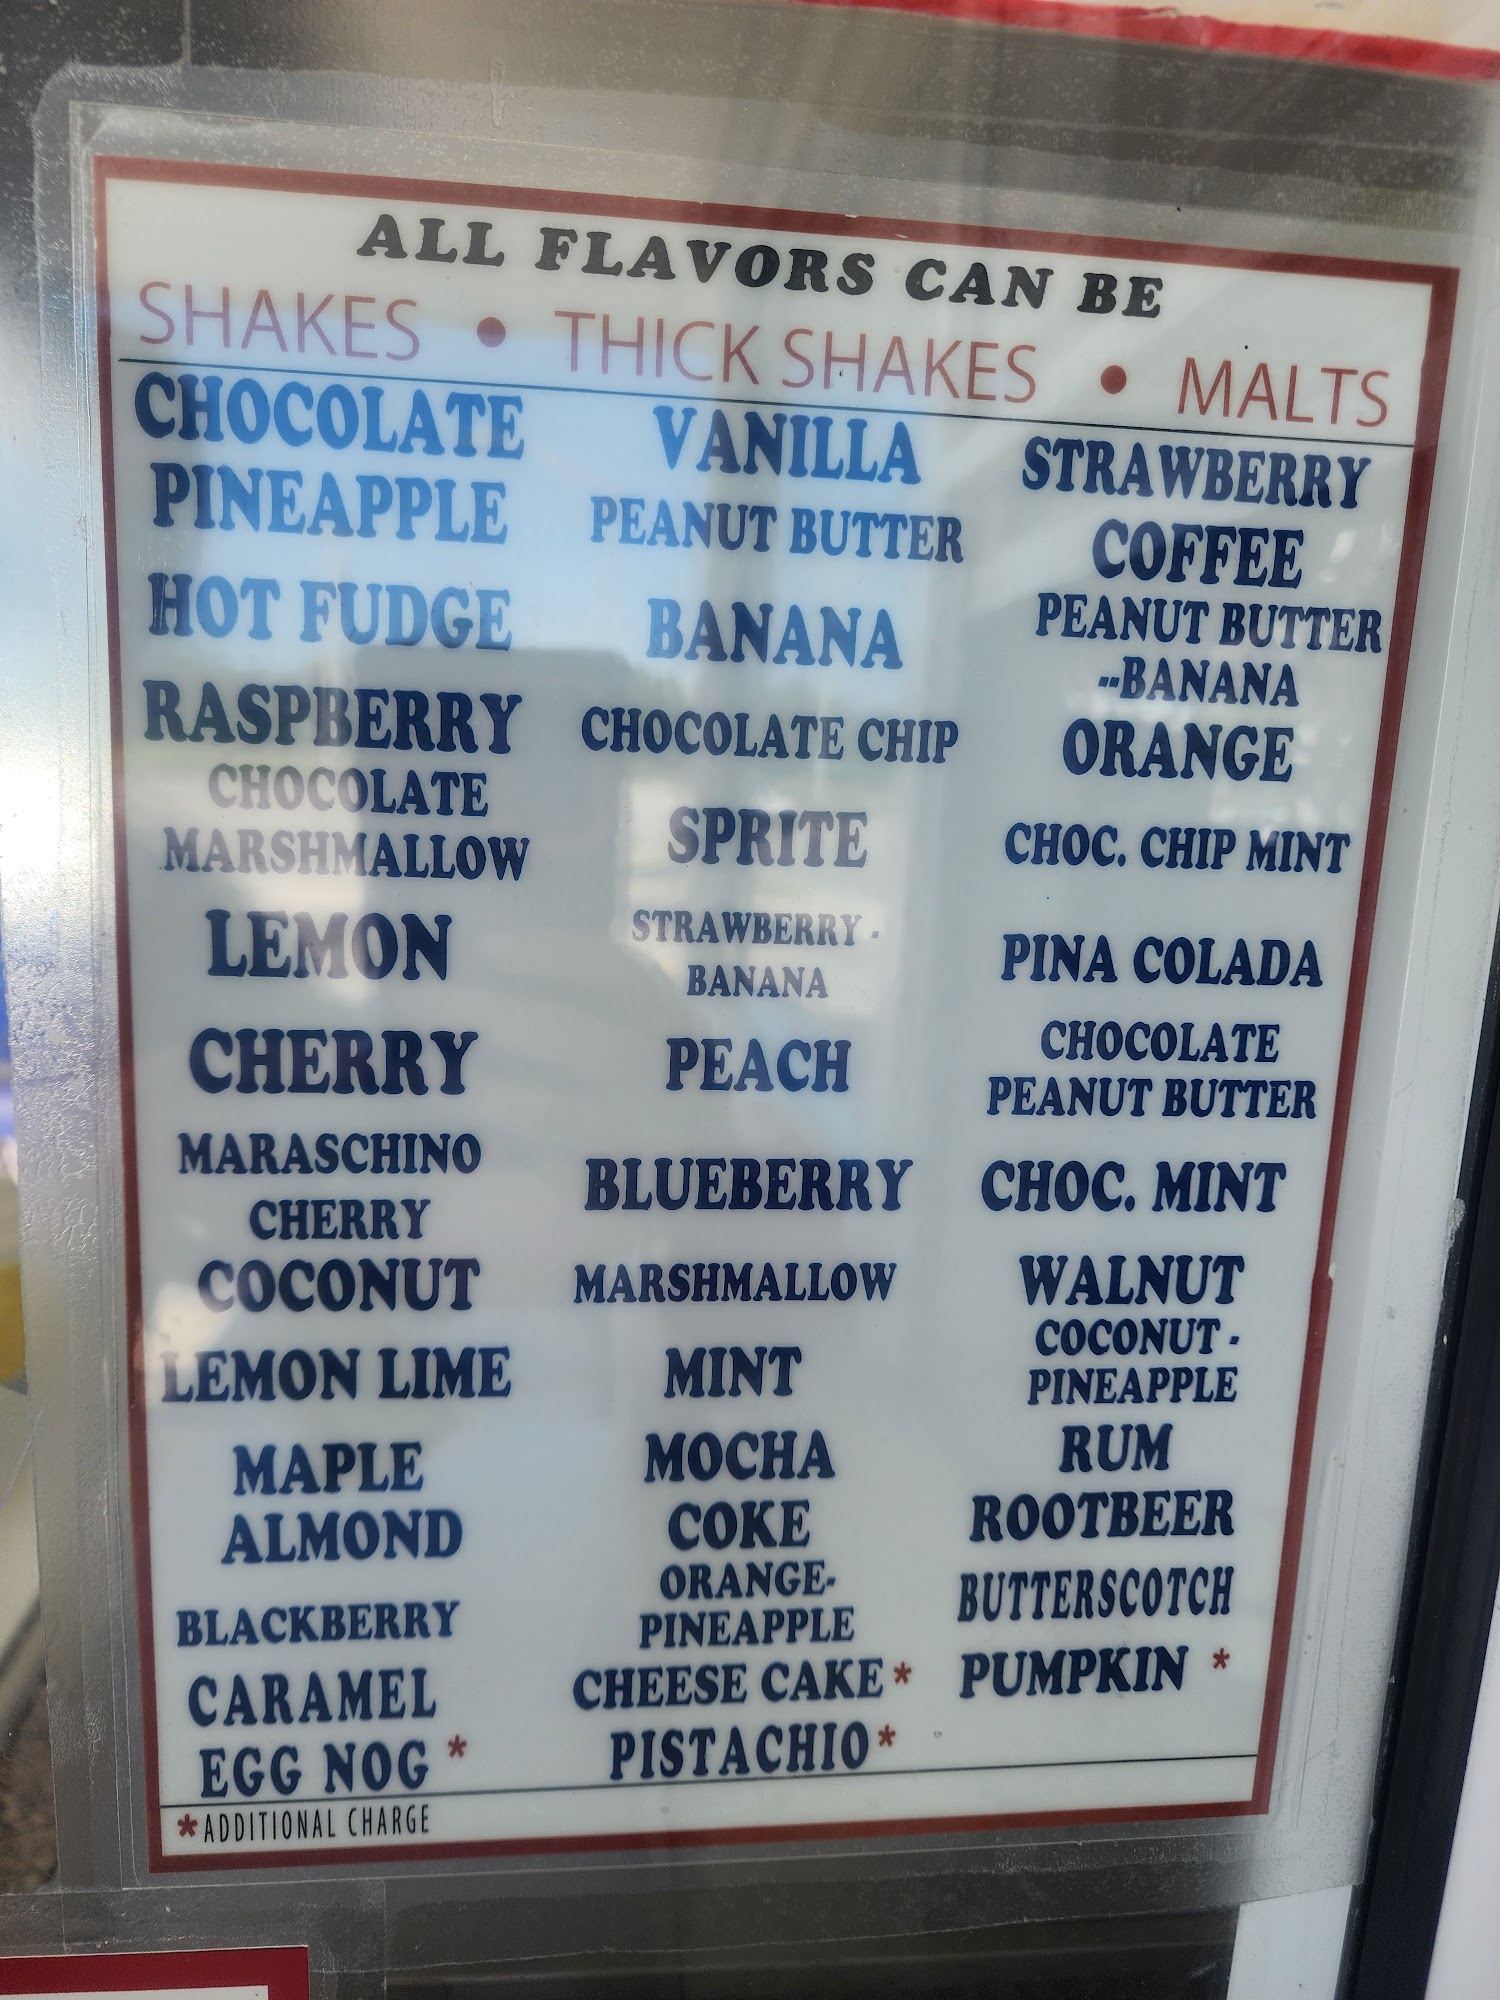 ALL FLAVORS CAN BE
SHAKES • THICK SHAKES • MALTS
CHOCOLATE
PINEAPPLE
HOT FUDGE
RASPBERRY
CHOCOLATE
MARSHMALLOW
LEMON
CHERRY
MARASCHINO
CHERRY
COCONUT
LEMON LIME
MAPLE
ALMOND
BLACKBERRY
CARAMEL
EGG NOG *
VANILLA
PEANUT BUTTER
BANANA
CHOCOLATE CHIP
SPRITE
STRAWBERRY -
BANANA
PEACH
BLUEBERRY
MARSHMALLOW
MINT
MOCHA
COKE
ORANGE-
PINEAPPLE
CHEESE CAKE *
PISTACHIO *
STRAWBERRY
COFFEE
PEANUT BUTTER
--BANANA
ORANGE
CHOC. CHIP MINT
PINA COLADA
CHOCOLATE
PEANUT BUTTER
CHOC. MINT
WALNUT
COCONUT -
PINEAPPLE
RUM
ROOTBEER
BUTTERSCOTCH
PUMPKIN *
*ADDITIONAL CHARGE